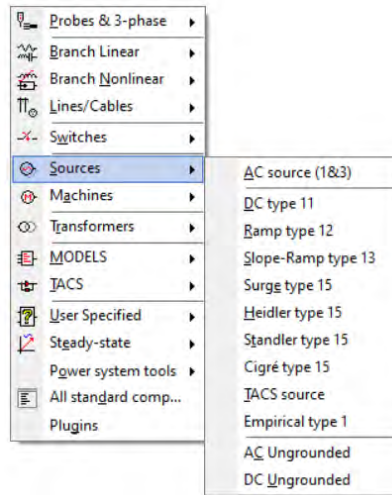 Probes & 3-phase
Branch Linear
Branch Nonlinear
Lines/Cables
Switches
Sources
Machines
Transformers
MODELS
TACS
User Specified
Steady-state
Power system tools
All standard comp...
Plugins
AC source (1&3)
DC type 11
Ramp type 12
Slope-Ramp type 13
Surge type 15
Heidler type 15
Standler type 15
Cigré type 15
TACS source
Empirical type 1
AC Ungrounded
DC Ungrounded